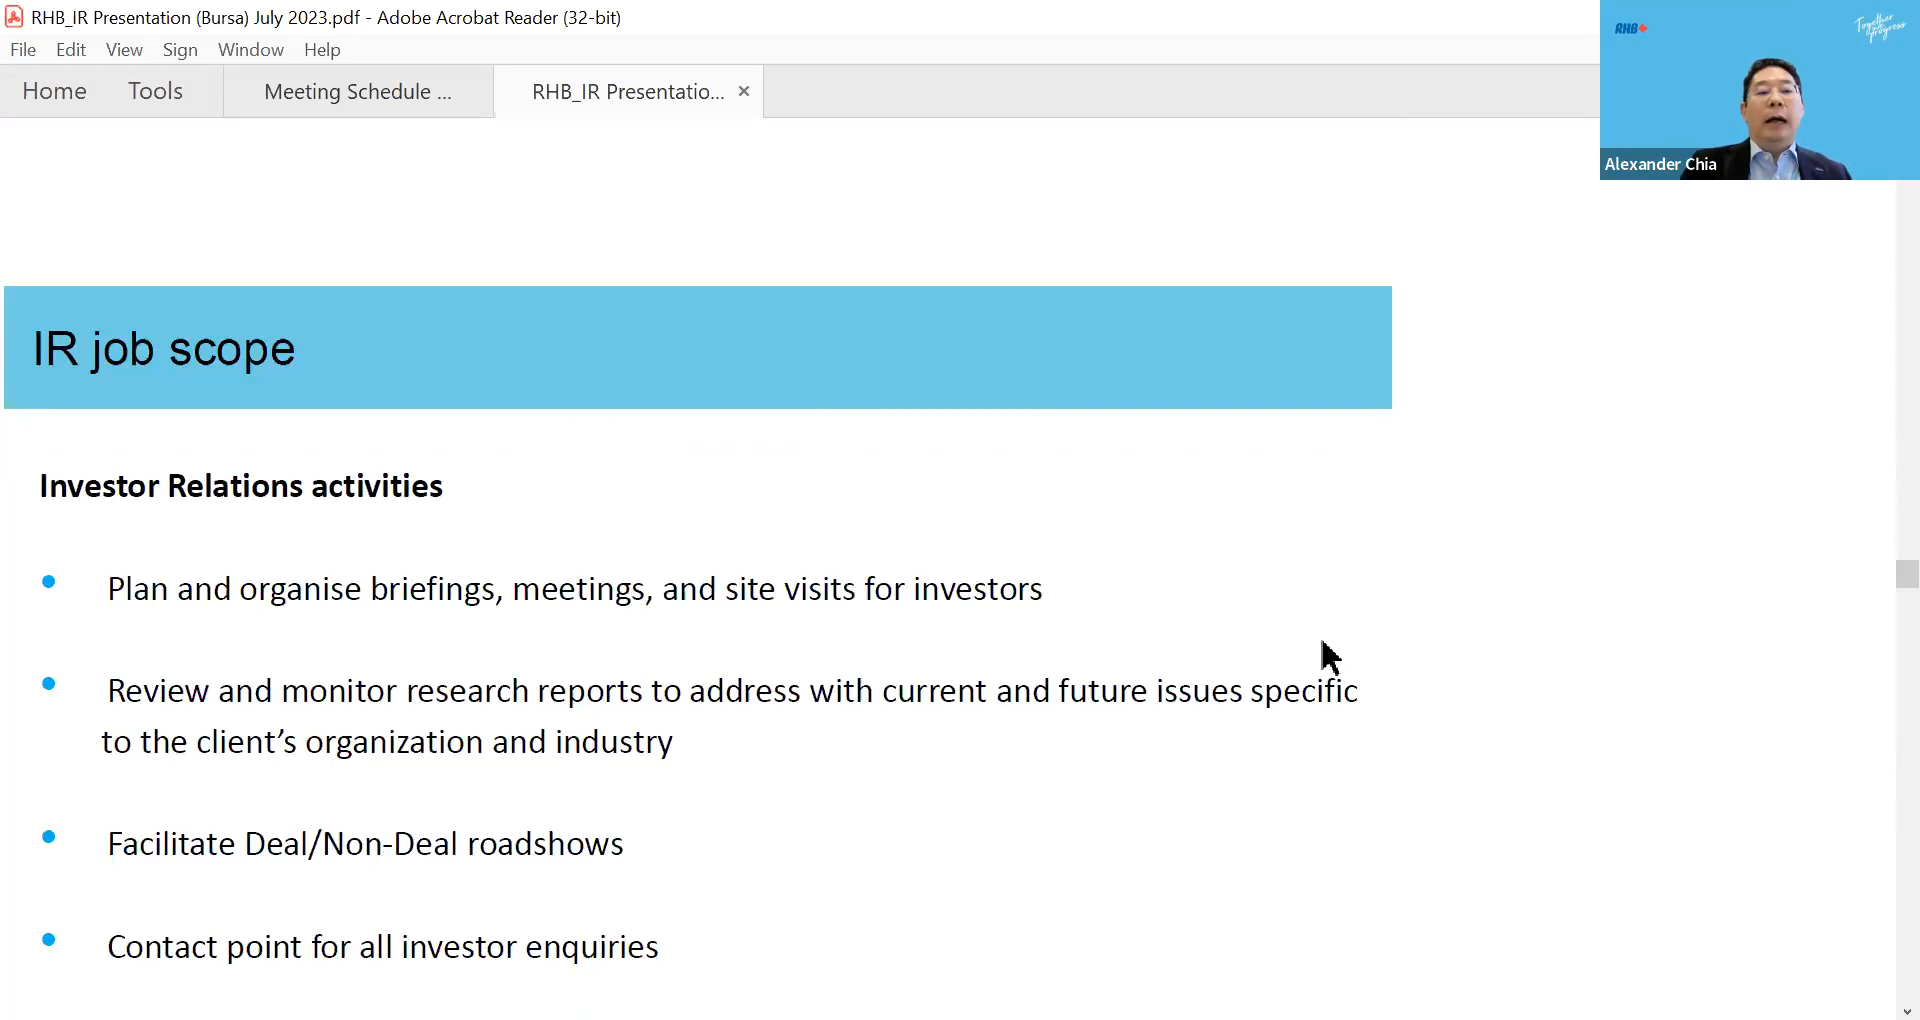 RHB_IR Presentation (Bursa) July 2023.pdf - Adobe Acrobat Reader (32-bit)
File Edit View Sign Window Help
Home Tools Meeting Schedule ... RHB_IR Presentatio... ×
RHB
Together
we
progress
Alexander Chia
IR job scope
Investor Relations activities
• Plan and organise briefings, meetings, and site visits for investors
• Review and monitor research reports to address with current and future issues specific
to the client’s organization and industry
• Facilitate Deal/Non-Deal roadshows
• Contact point for all investor enquiries